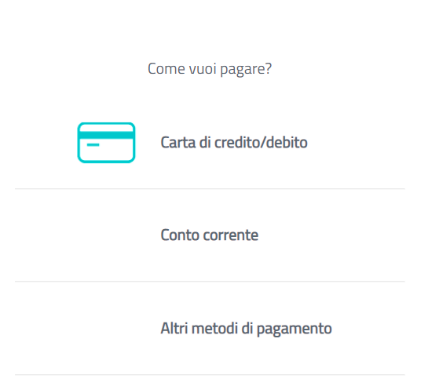 Come vuoi pagare?
Carta di credito/debito
Conto corrente
Altri metodi di pagamento